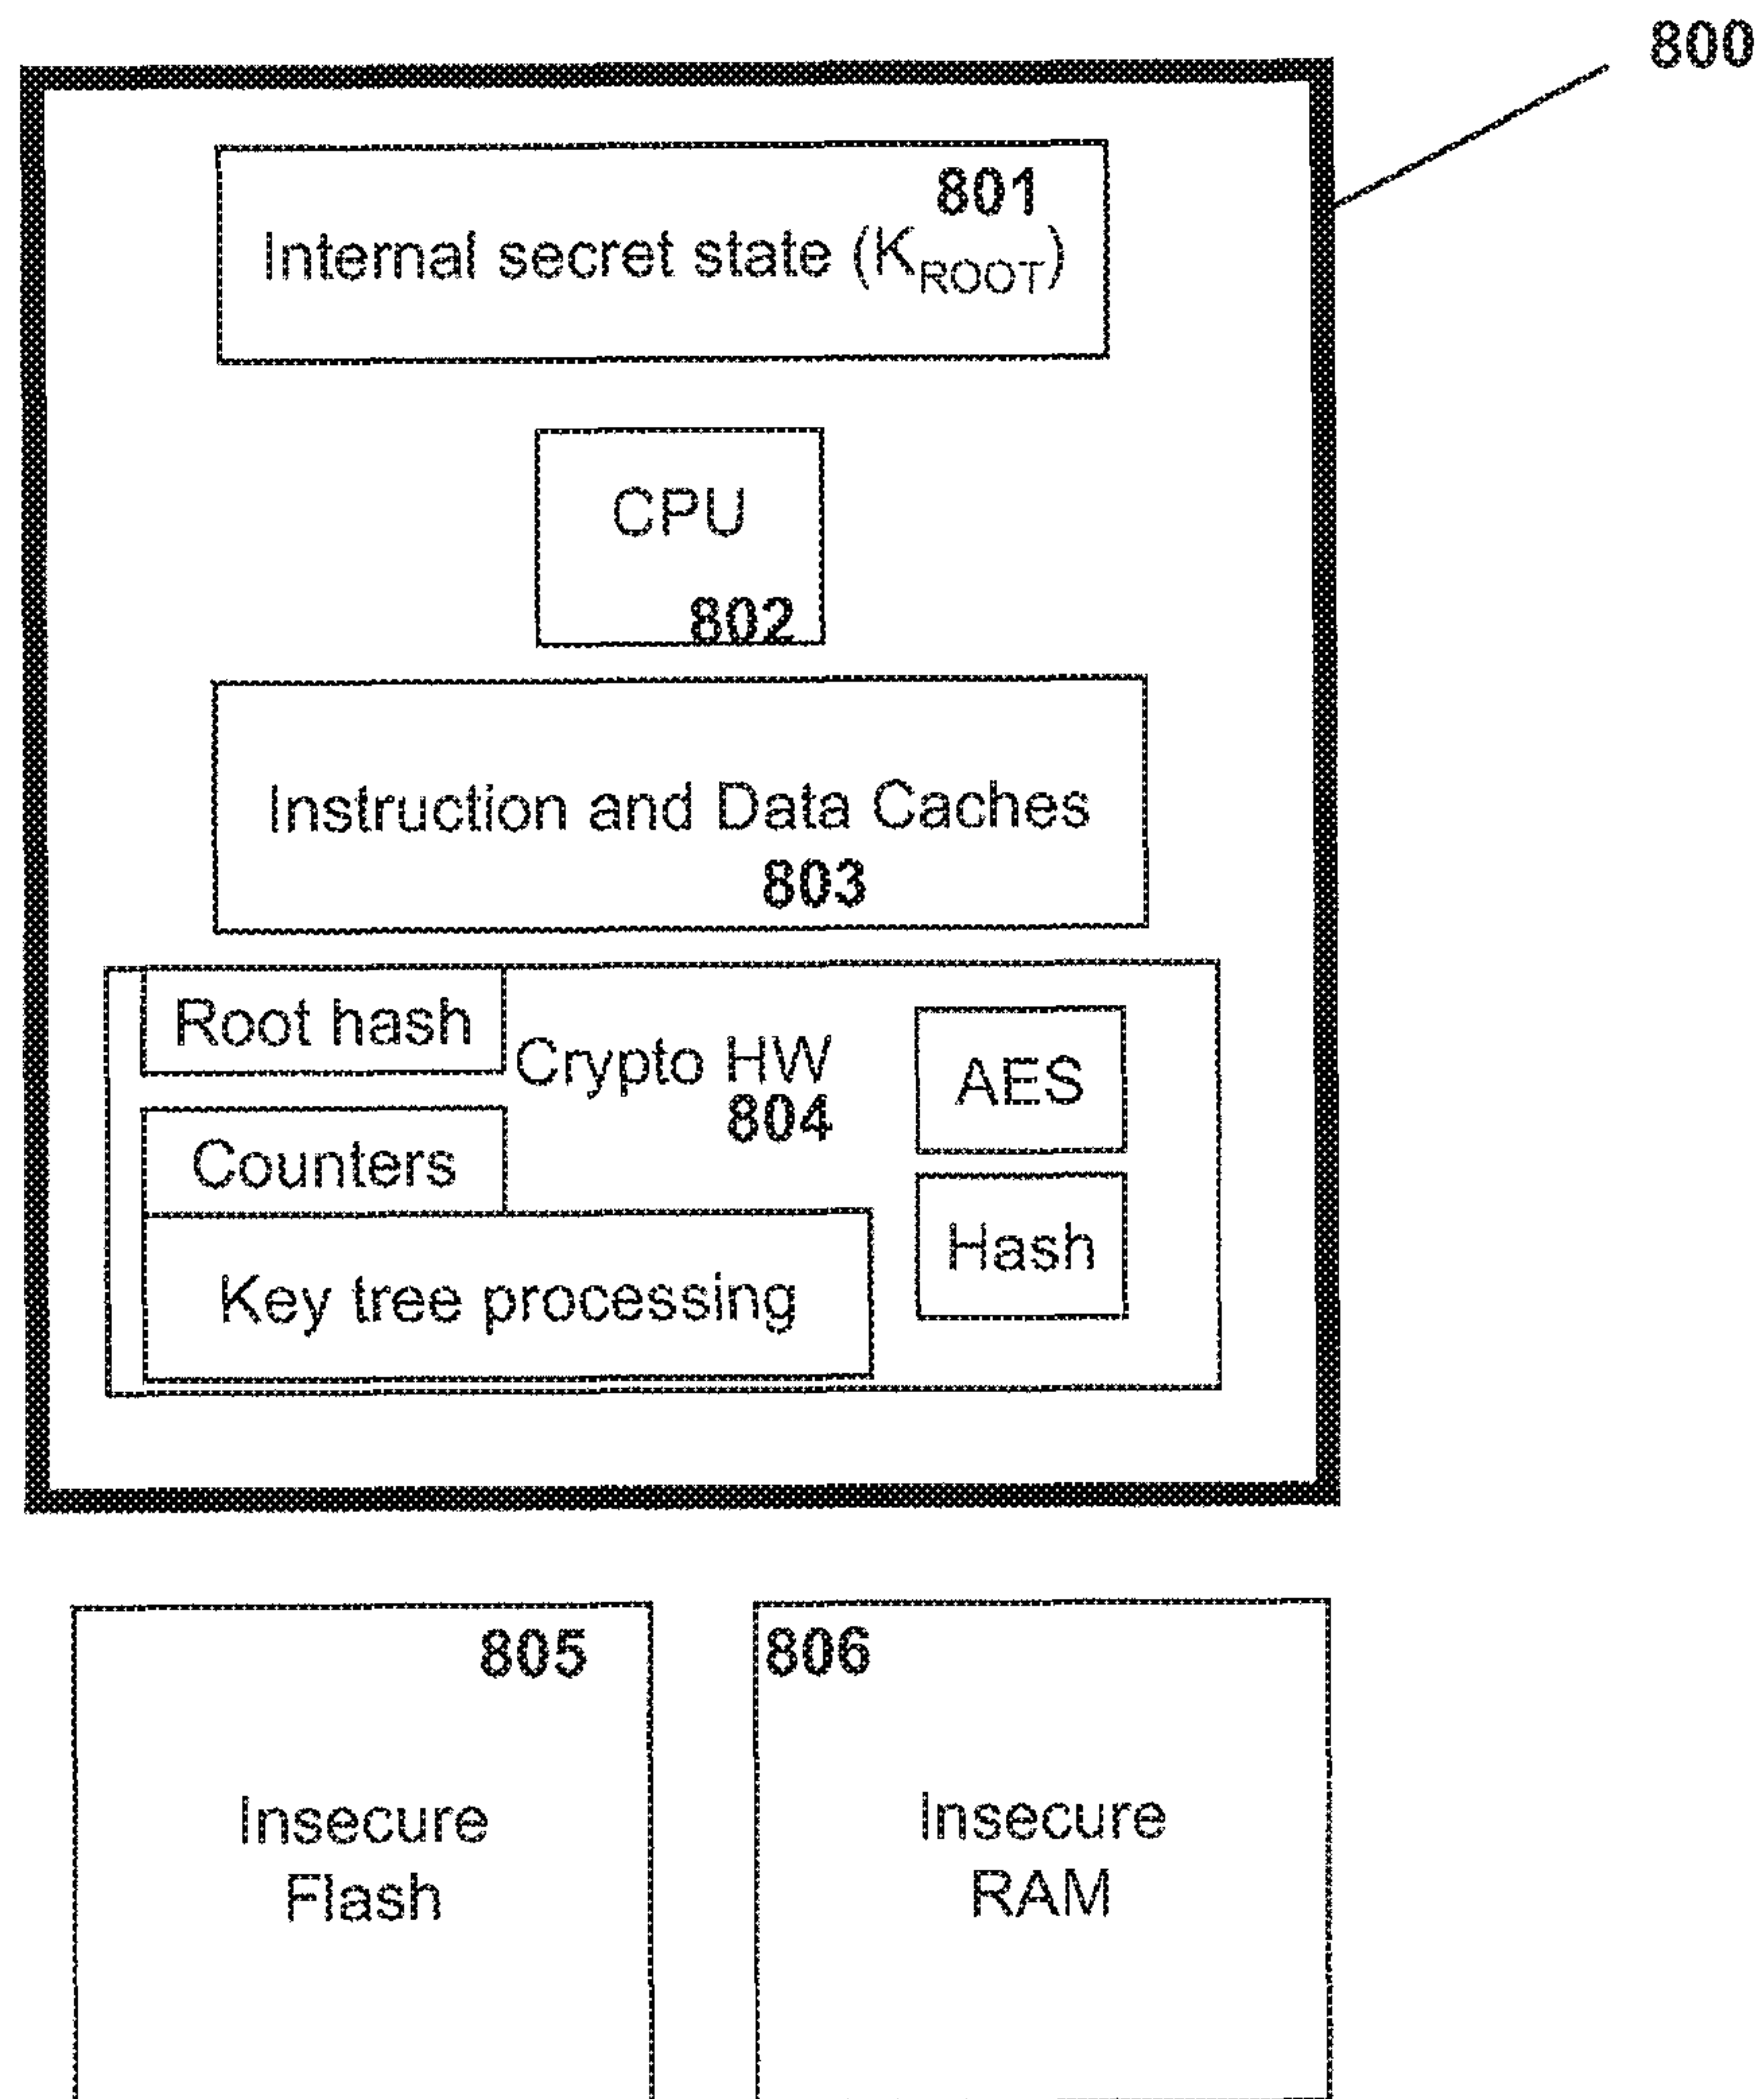 800
801
Internal secret state (K_ROOT)
CPU
802
Instruction and Data Caches
803
Root hash
Crypto HW
804
AES
Counters
Hash
Key tree processing
805
806
Insecure
Flash
Insecure
RAM